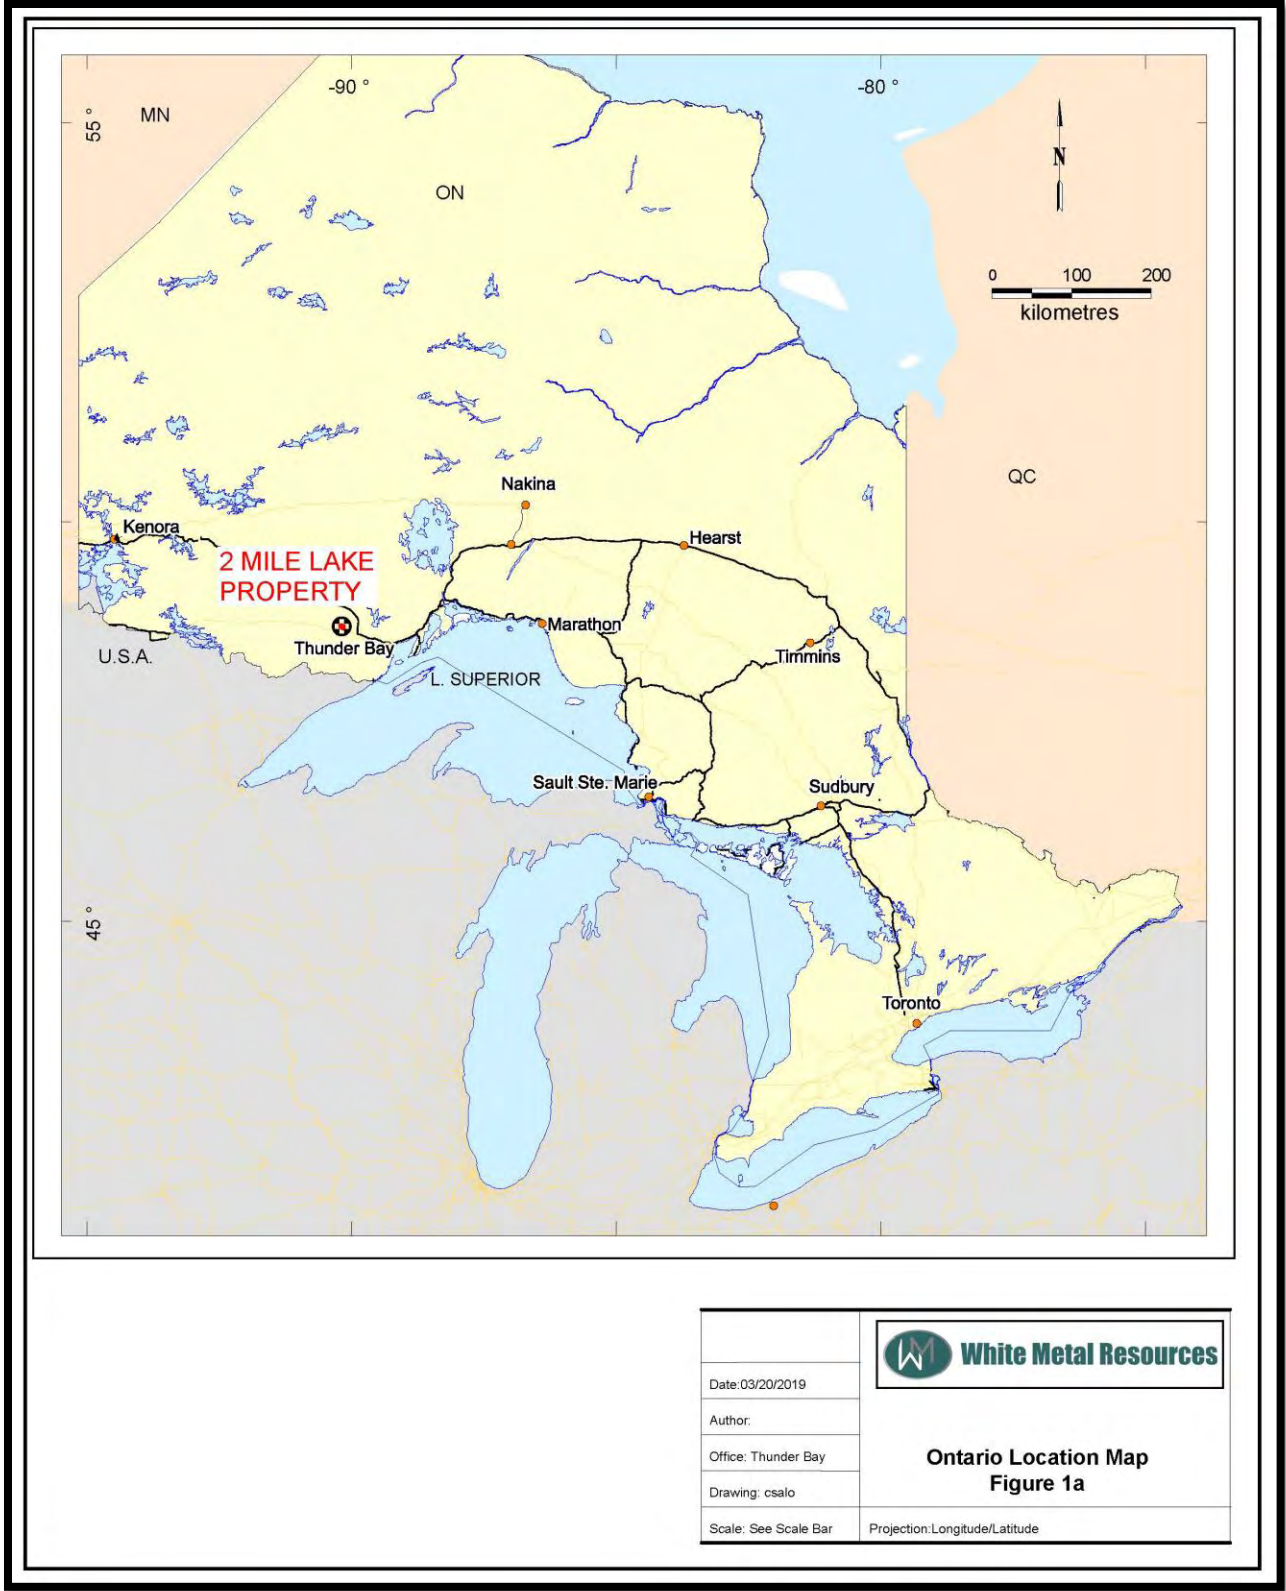 -90 °
-80 °
55 °
MN
ON
N
0 100 200
kilometres
QC
Nakina
Kenora
Hearst
2 MILE LAKE
PROPERTY
Marathon
Thunder Bay
Timmins
U.S.A.
L. SUPERIOR
Sault Ste. Marie
Sudbury
45 °
Toronto
WM
White Metal Resources
Date:03/20/2019
Author:
Office: Thunder Bay
Drawing: csalo
Scale: See Scale Bar
Ontario Location Map
Figure 1a
Projection:Longitude/Latitude